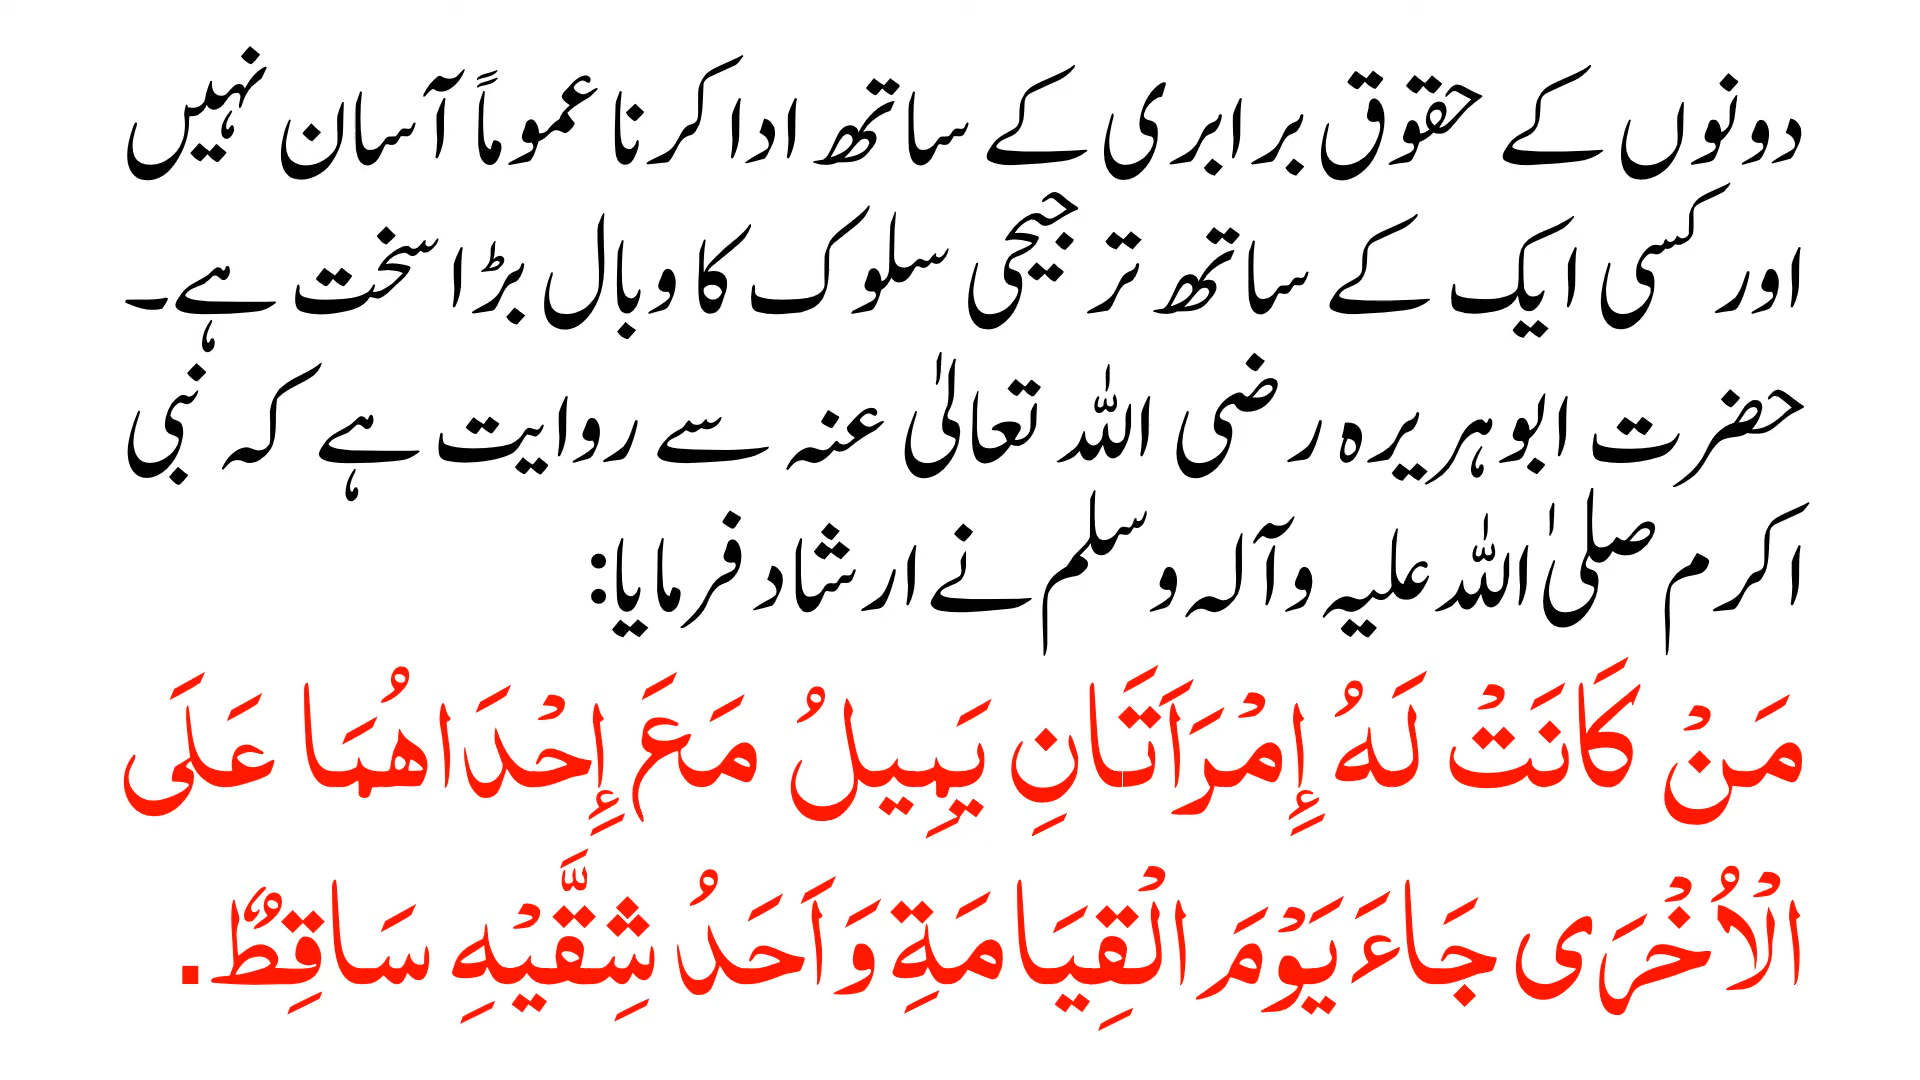 دونوں کے حقوق برابری کے ساتھ ادا کرنا عموماً آسان نہیں
اور کسی ایک کے ساتھ ترجیحی سلوک کا وبال بڑا سخت ہے۔
حضرت ابوہریرہ رضی اللہ تعالیٰ عنہ سے روایت ہے کہ نبی
اکرم صلیٰ اللہ علیہ وآلہ وسلم نے ارشاد فرمایا:
مَنْ كَانَتْ لَهُ إِمْرَاَتَانِ يَمِيلُ مَعَ إِحْدَاهُمَا عَلَى
الْاُخْرَى جَاءَ يَوْمَ الْقِيَامَةِ وَاَحَدُ شِقَّيْهِ سَاقِطٌ.